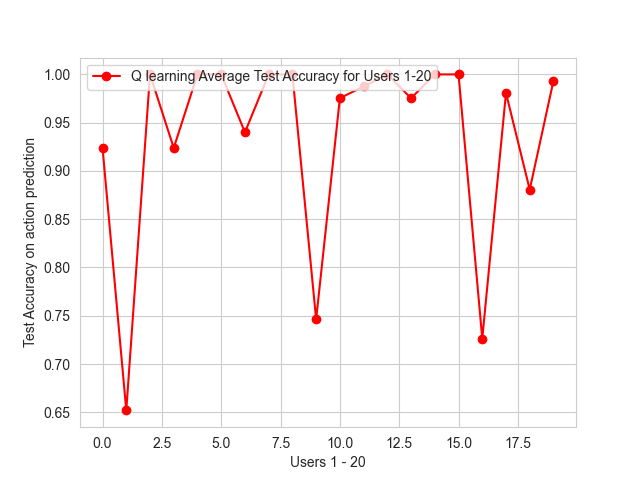 Q learning Average Test Accuracy for Users 1-20
1.00
0.95
0.90
0.85
0.80
0.75
0.70
0.65
Test Accuracy on action prediction
0.0 2.5 5.0 7.5 10.0 12.5 15.0 17.5
Users 1 - 20